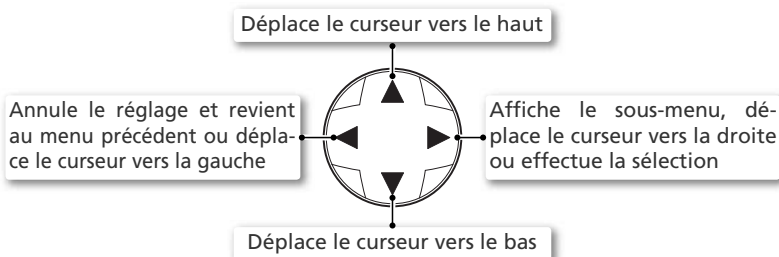 Déplace le curseur vers le haut
Annule le réglage et revient
au menu précédent ou dépla-
ce le curseur vers la gauche
Affiche le sous-menu, dé-
place le curseur vers la droite
ou effectue la sélection
Déplace le curseur vers le bas